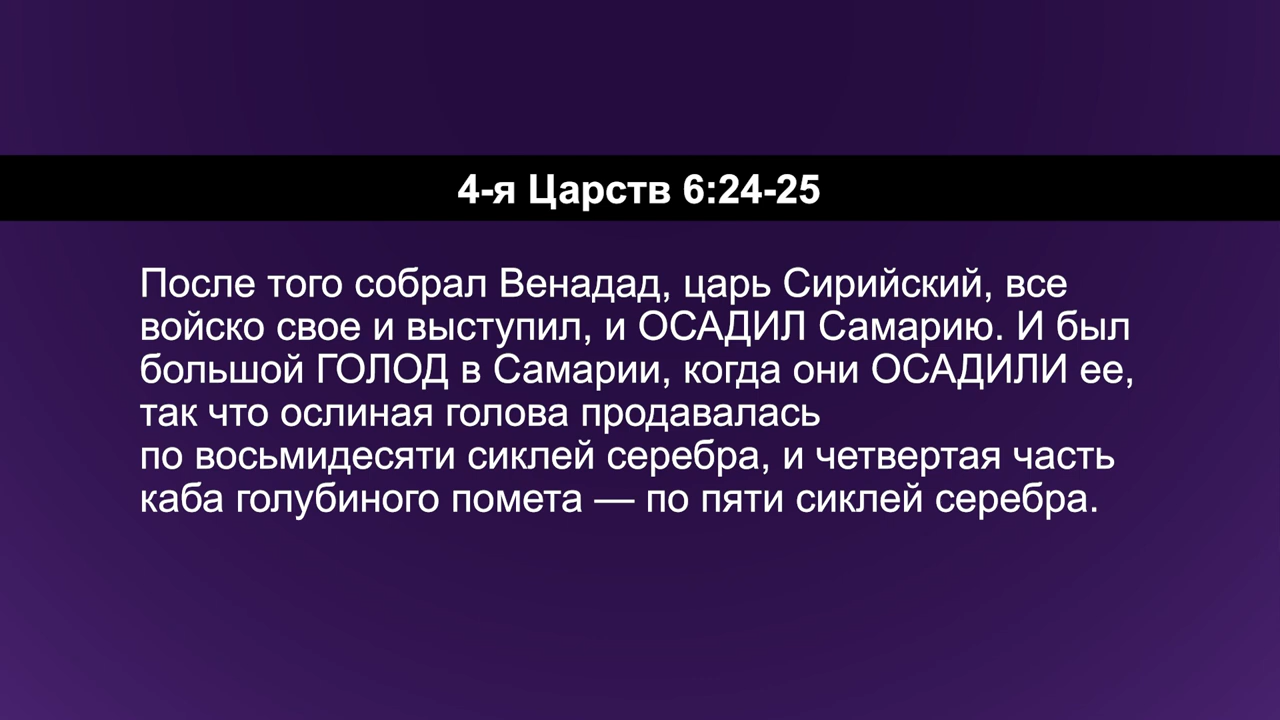 4-я Царств 6:24-25
После того собрал Венадад, царь Сирийский, все
войско свое и выступил, и ОСАДИЛ Самарию. И был
большой ГОЛОД в Самарии, когда они ОСАДИЛИ ее,
так что ослиная голова продавалась
по восьмидесяти сиклей серебра, и четвертая часть
каба голубиного помета — по пяти сиклей серебра.